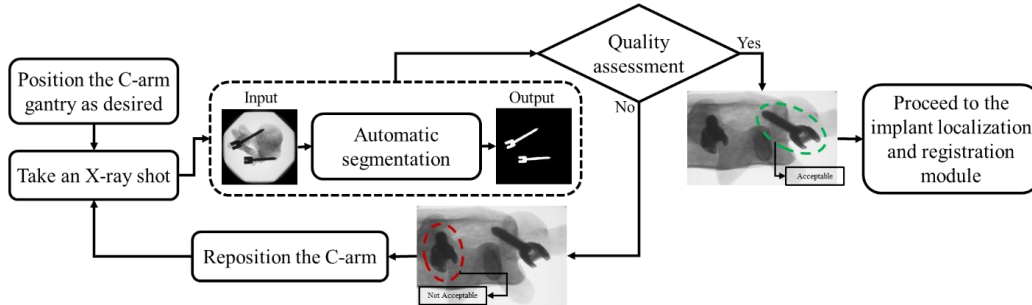 Position the C-arm
gantry as desired
Take an X-ray shot
Input
Automatic
segmentation
Output
Quality
assessment
Yes
No
Acceptable
Proceed to the
implant localization
and registration
module
Not Acceptable
Reposition the C-arm